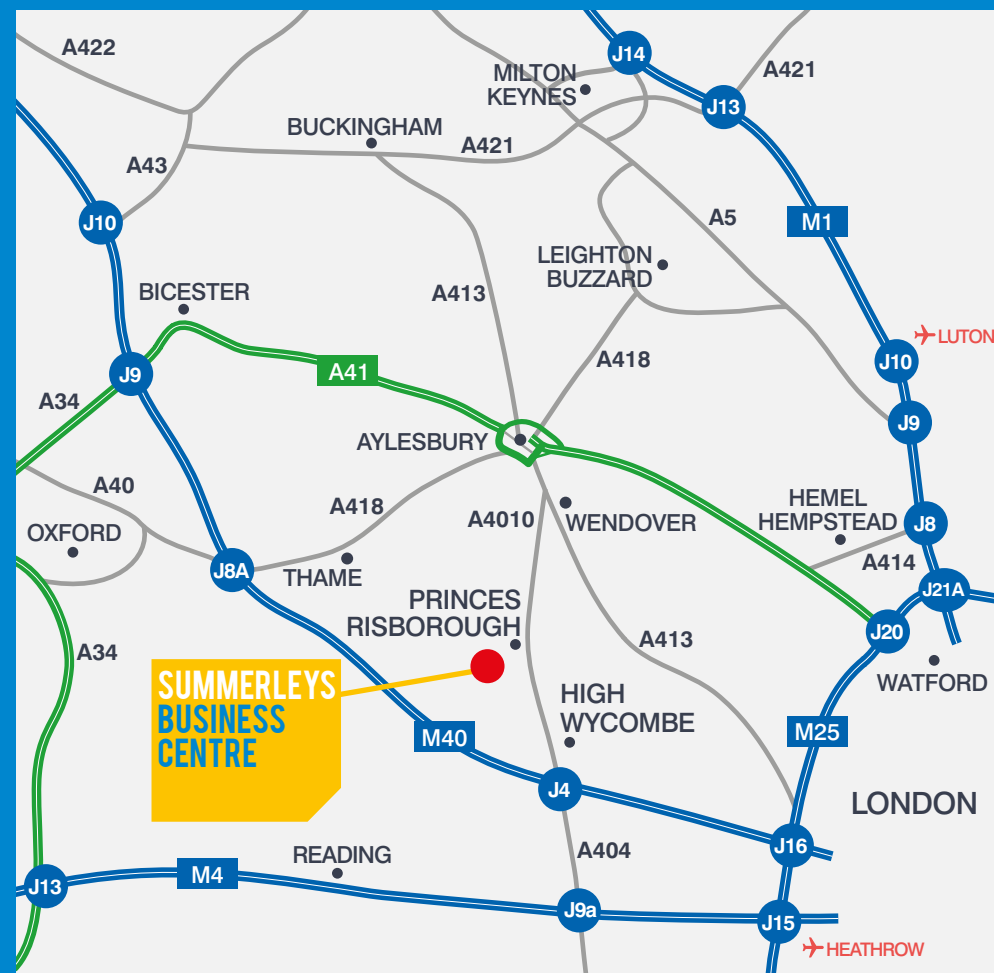 A422
J14
MILTON
KEYNES
A421
J13
BUCKINGHAM
A421
A43
J10
A5
M1
LEIGHTON
BUZZARD
BICESTER
A413
LUTON
J10
A418
A41
J9
A34
J9
AYLESBURY
A40
A418
A4010
WENDOVER
HEMEL
HEMPSTEAD
J8
OXFORD
A414
J8A
THAME
J21A
PRINCES
RISBOROUGH
J20
A413
A34
WATFORD
SUMMERLEYS
BUSINESS
CENTRE
HIGH
WYCOMBE
M40
M25
J4
LONDON
J16
A404
READING
M4
J13
J9a
J15
HEATHROW